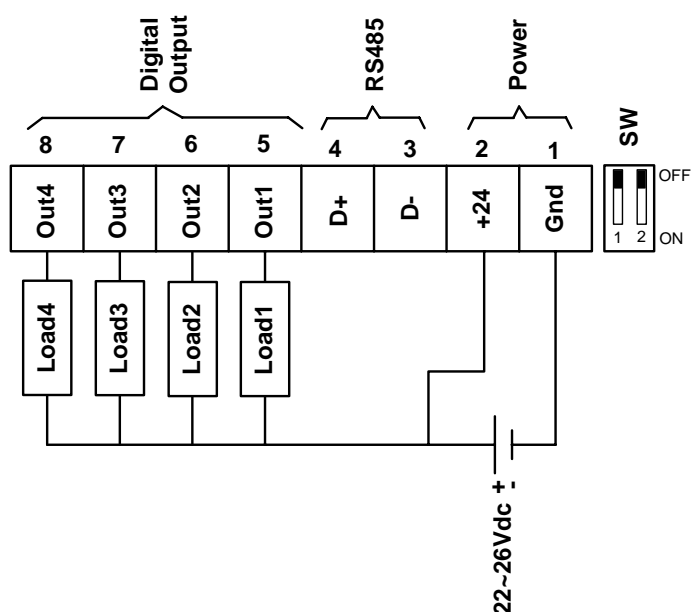 Digital
Output
RS485
Power
SW
8 7 6 5 4 3 2 1
Out4 Out3 Out2 Out1 D+ D- +24 Gnd
OFF
1 2 ON
Load4 Load3 Load2 Load1
22~26Vdc + -